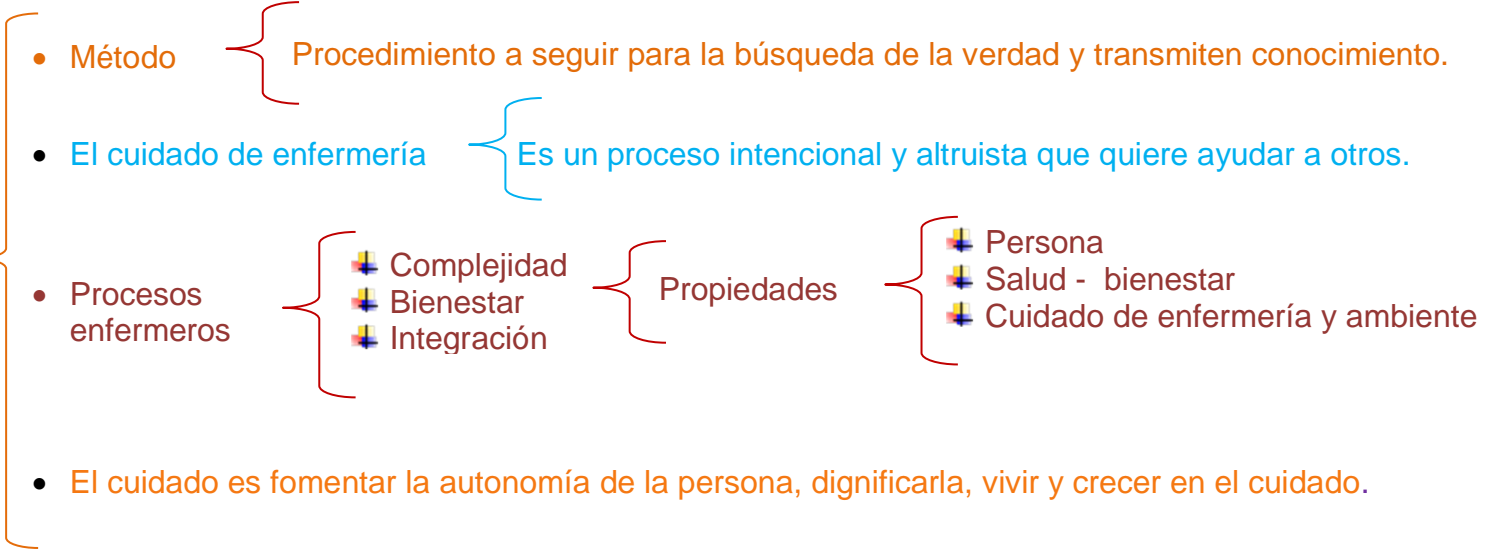 Método
Procedimiento a seguir para la búsqueda de la verdad y transmiten conocimiento.
El cuidado de enfermería
Es un proceso intencional y altruista que quiere ayudar a otros.
Procesos
enfermeros
Complejidad
Bienestar
Integración
Propiedades
Persona
Salud - bienestar
Cuidado de enfermería y ambiente
El cuidado es fomentar la autonomía de la persona, dignificarla, vivir y crecer en el cuidado.